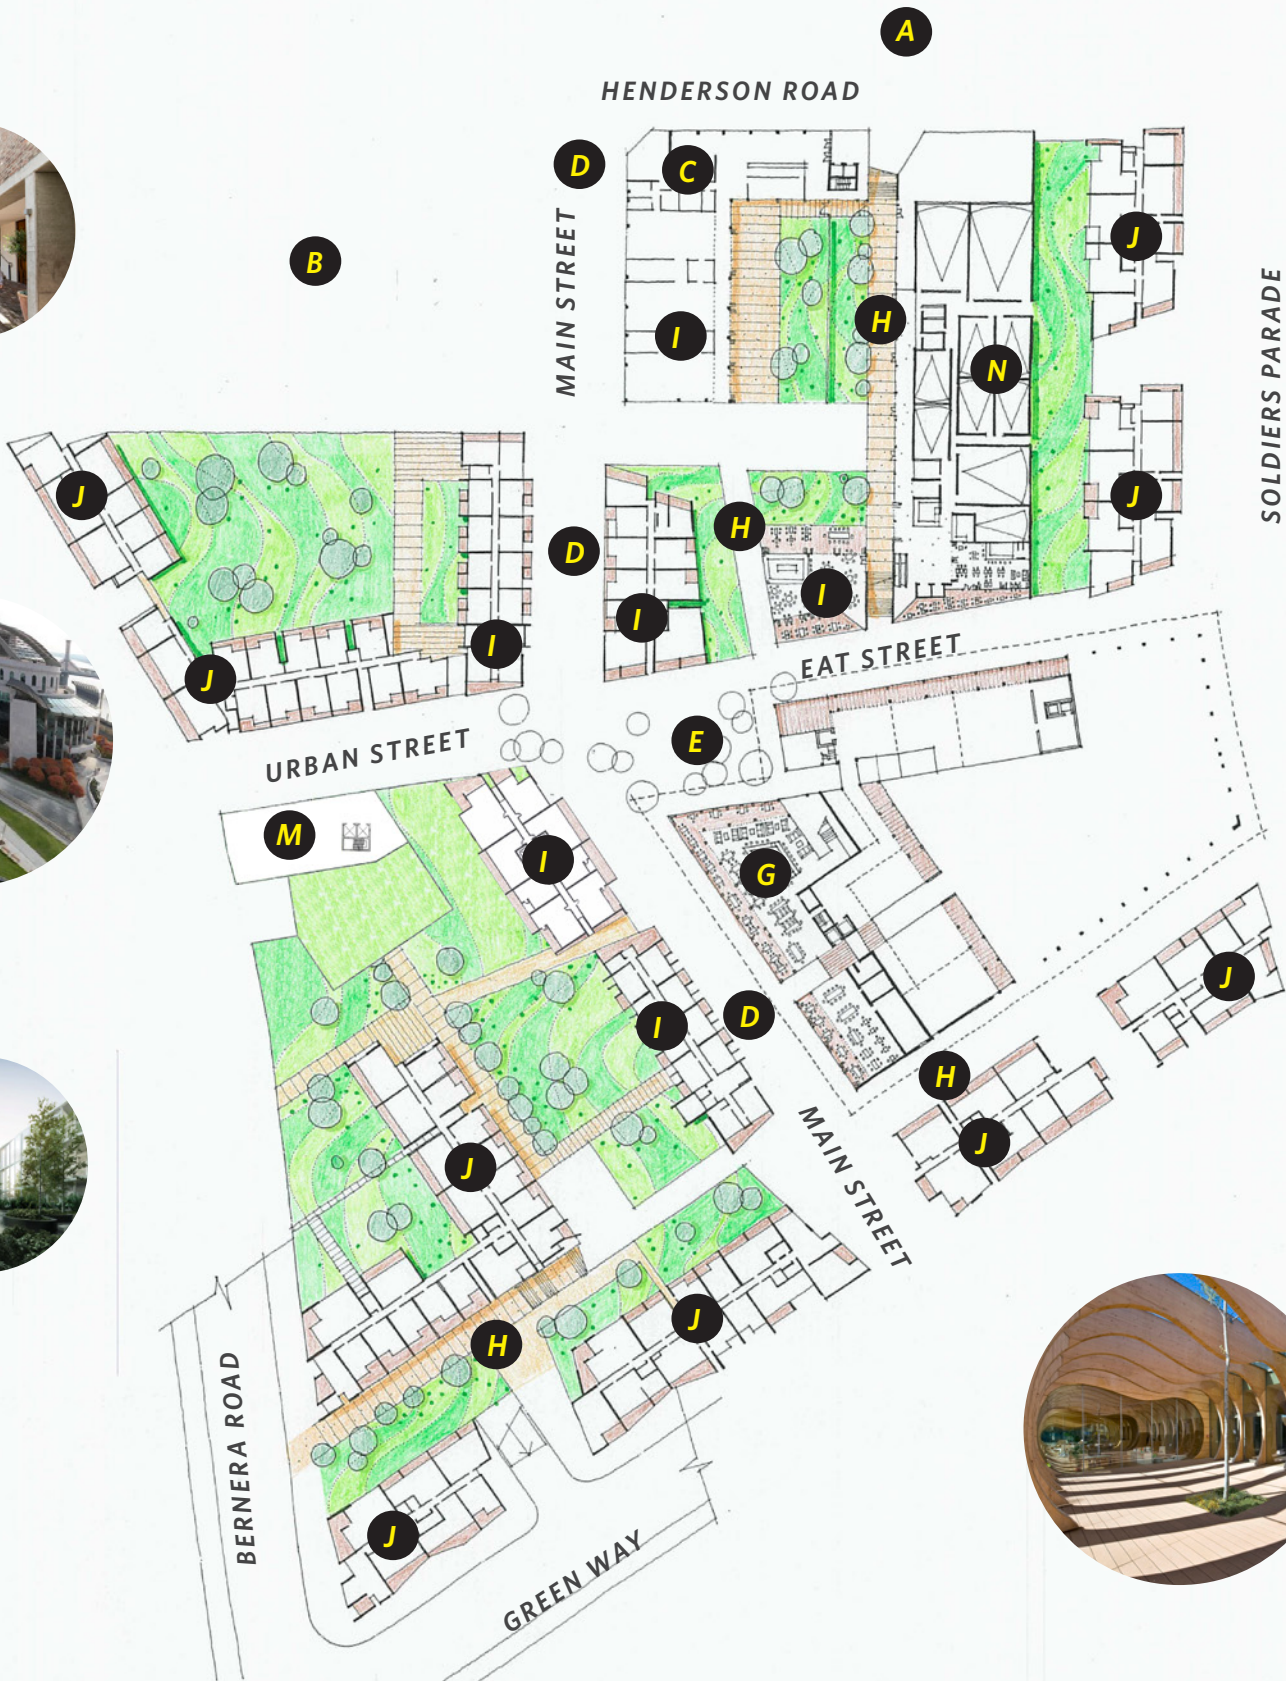 A
HENDERSON ROAD
D
C
MAIN STREET
J
B
SOLDIERS PARADE
I
H
N
J
J
H
D
I
I
I
J
EAT STREET
E
URBAN STREET
M
I
G
J
I
D
H
J
MAIN STREET
J
J
H
BERNERA ROAD
J
GREEN WAY